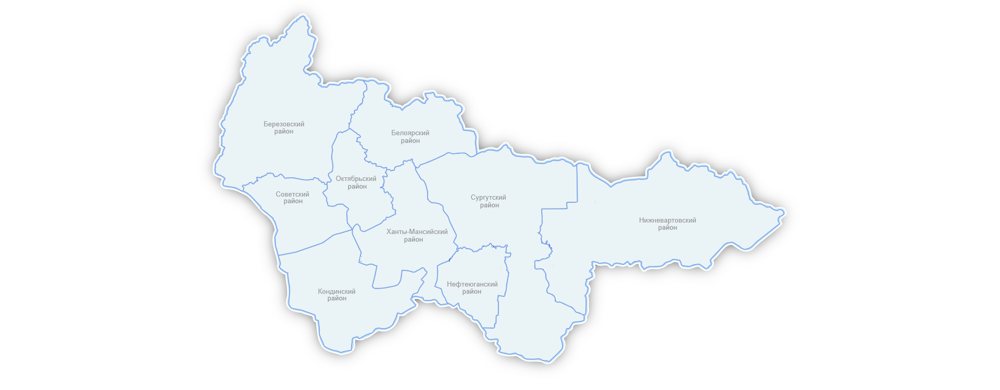 Березовский
район
Белоярский
район
Октябрьский
район
Советский
район
Сургутский
район
Нижневартовский
район
Ханты-Мансийский
район
Нефтеюганский
район
Кондинский
район